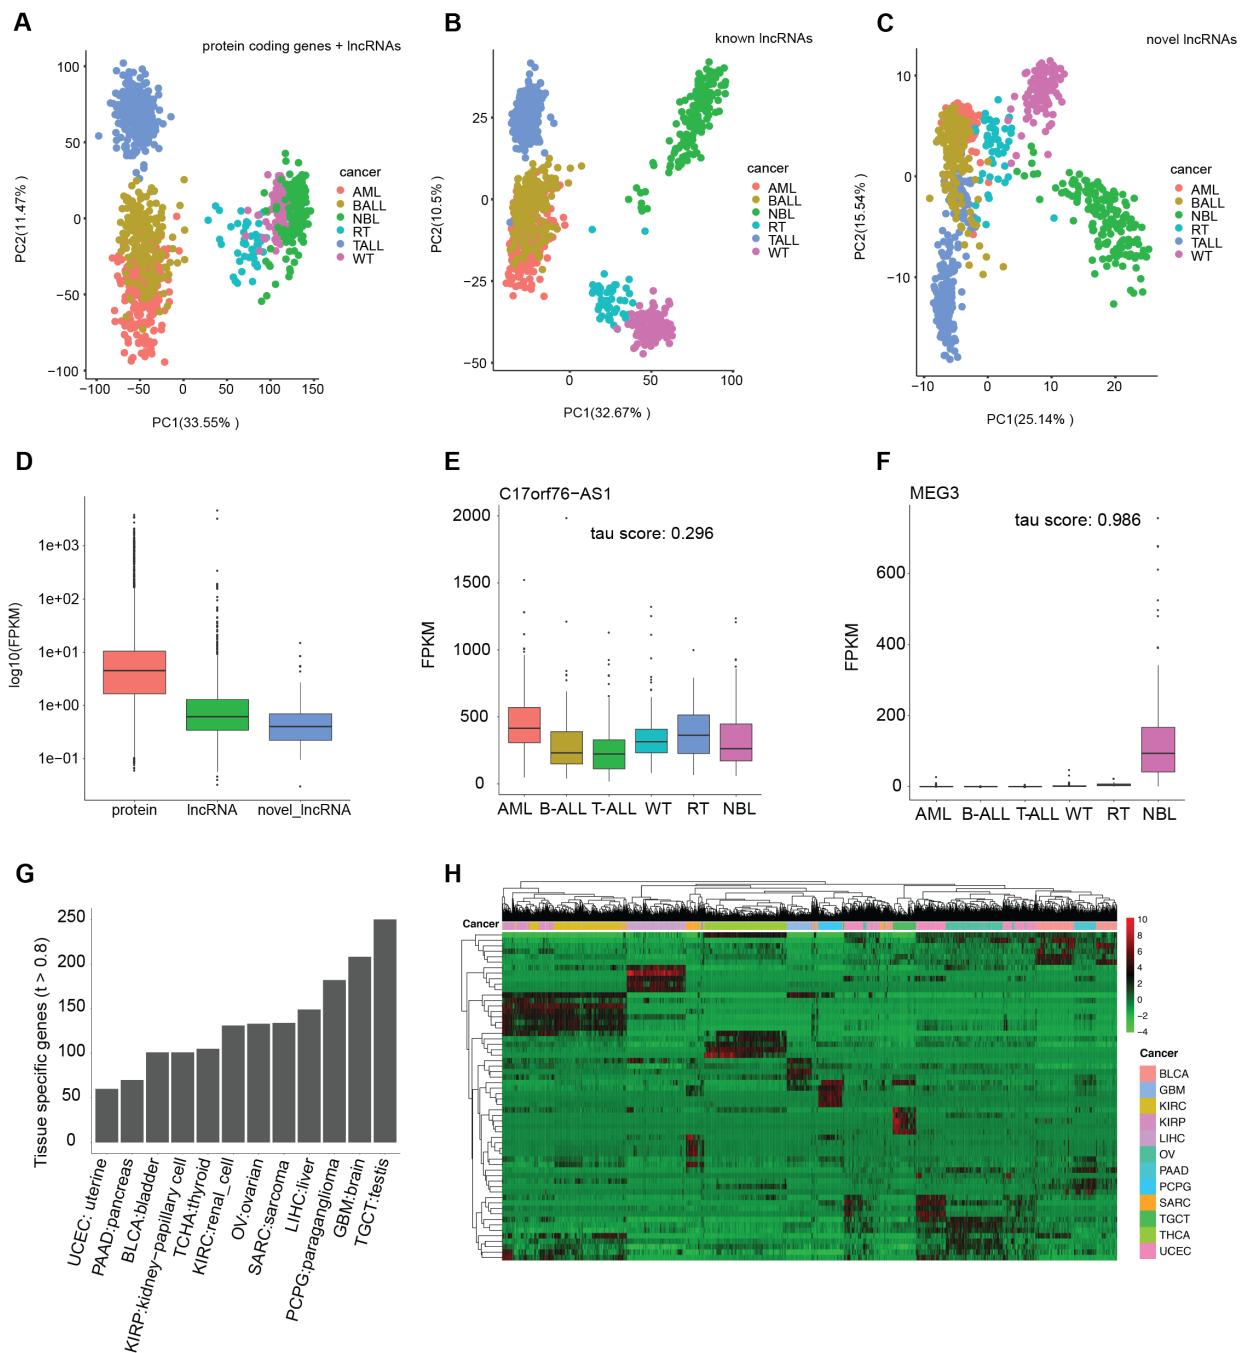 A
protein coding genes + lncRNAs
100
50
0
−50
−100
−100 0 50 100 150
−50
PC2(11.47% )
PC1(33.55% )
cancer
AML
BALL
NBL
RT
TALL
WT
B
known lncRNAs
25
0
−25
−50
0 50 100
PC2(10.5% )
PC1(32.67% )
cancer
AML
BALL
NBL
RT
TALL
WT
C
novel lncRNAs
10
0
−10
−10 0 10 20
PC2(15.54% )
PC1(25.14% )
cancer
AML
BALL
NBL
RT
TALL
WT
D
log10(FPKM)
1e+03
1e+02
1e+01
1e+00
1e−01
protein lncRNA novel_lncRNA
E
C17orf76−AS1
tau score: 0.296
FPKM
2000
1500
1000
500
0
AML B-ALL T-ALL WT RT NBL
F
MEG3
tau score: 0.986
FPKM
600
400
200
0
AML B-ALL T-ALL WT RT NBL
G
Tissue specific genes (t > 0.8)
250
200
150
100
50
0
UCEC: uterine
PAAD:pancreas
BLCA:bladder
KIRP:kidney−papillary cell
TCHA:thyroid
KIRC:renal_cell
OV:ovarian
SARC:sarcoma
LIHC:liver
PCPG:paraganglioma
GBM:brain
TGCT:testis
H
Cancer
10
8
6
4
2
0
−2
−4
Cancer
BLCA
GBM
KIRC
KIRP
LIHC
OV
PAAD
PCPG
SARC
TGCT
THCA
UCEC